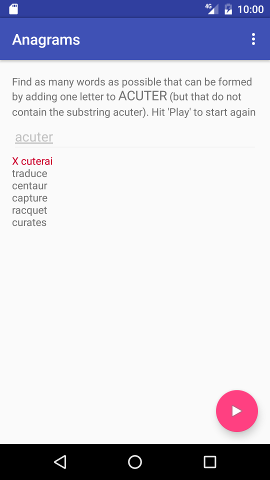 10:00
Anagrams
Find as many words as possible that can be formed
by adding one letter to ACUTER (but that do not
contain the substring acuter). Hit 'Play' to start again
acuter
X cuterai
traduce
centaur
capture
racquet
curates